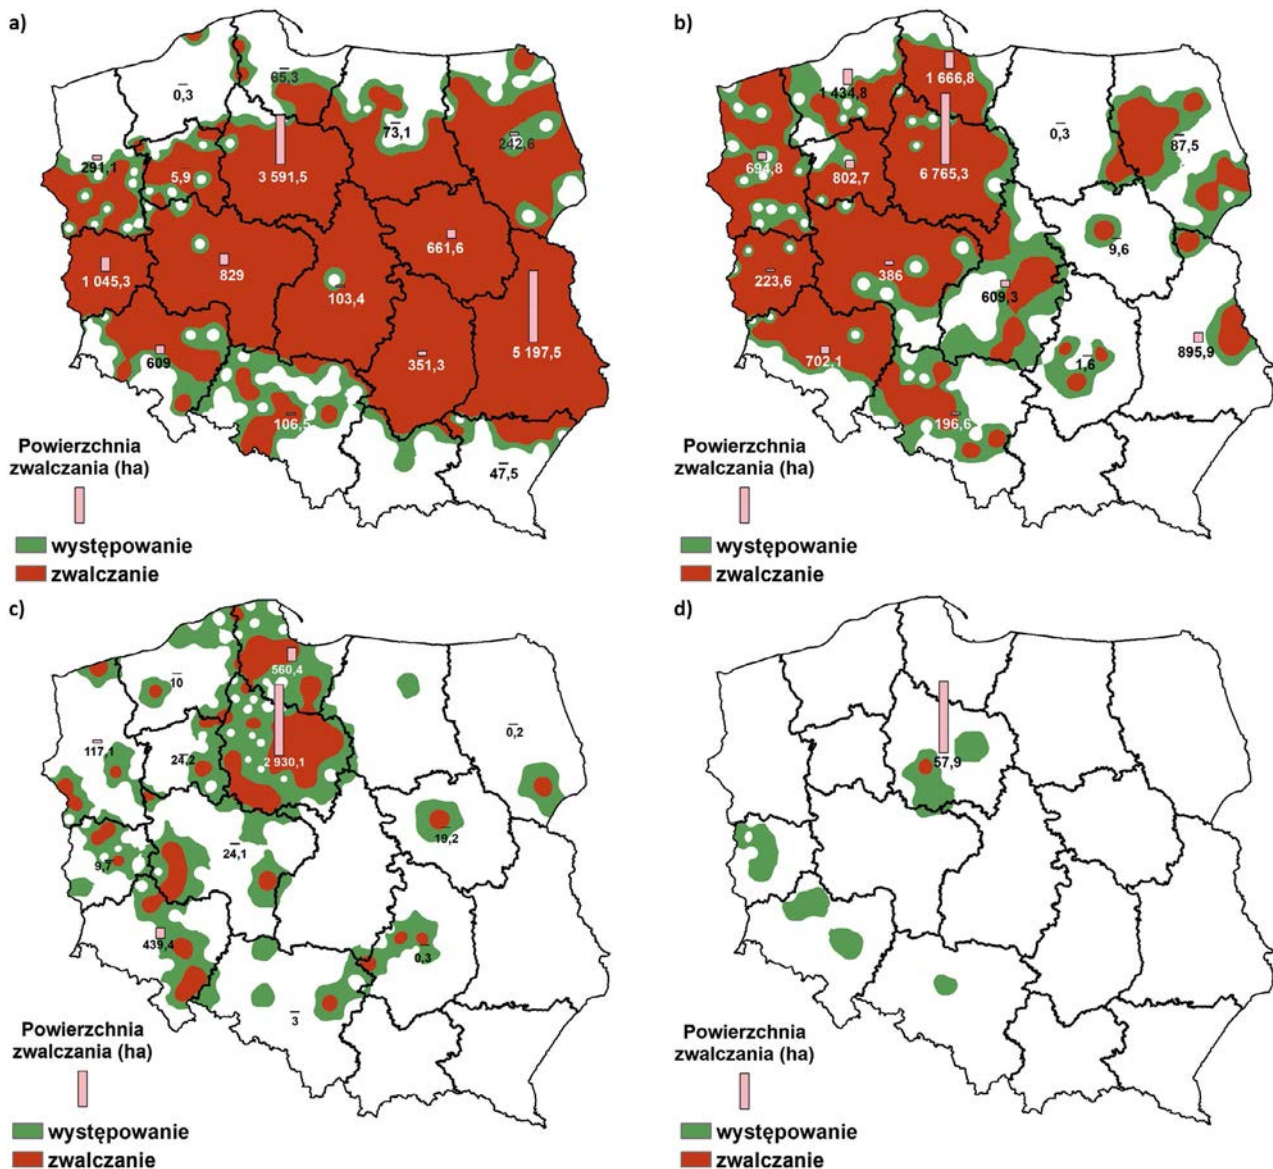 a)
0,3
65,3
73,1
242,6
291,1
5,9
3 591,5
661,6
1 045,3
829
103,4
5 197,5
609
351,3
106,5
47,5
Powierzchnia
zwalczania (ha)
występowanie
zwalczanie
b)
1 434,8
1 666,8
0,3
87,5
694,8
802,7
6 765,3
9,6
223,6
386
609,3
702,1
1,6
895,9
196,6
Powierzchnia
zwalczania (ha)
występowanie
zwalczanie
c)
10
560,4
0,2
117,1
24,2
2 930,1
19,2
9,7
24,1
439,4
0,3
3
Powierzchnia
zwalczania (ha)
występowanie
zwalczanie
d)
57,9
Powierzchnia
zwalczania (ha)
występowanie
zwalczanie